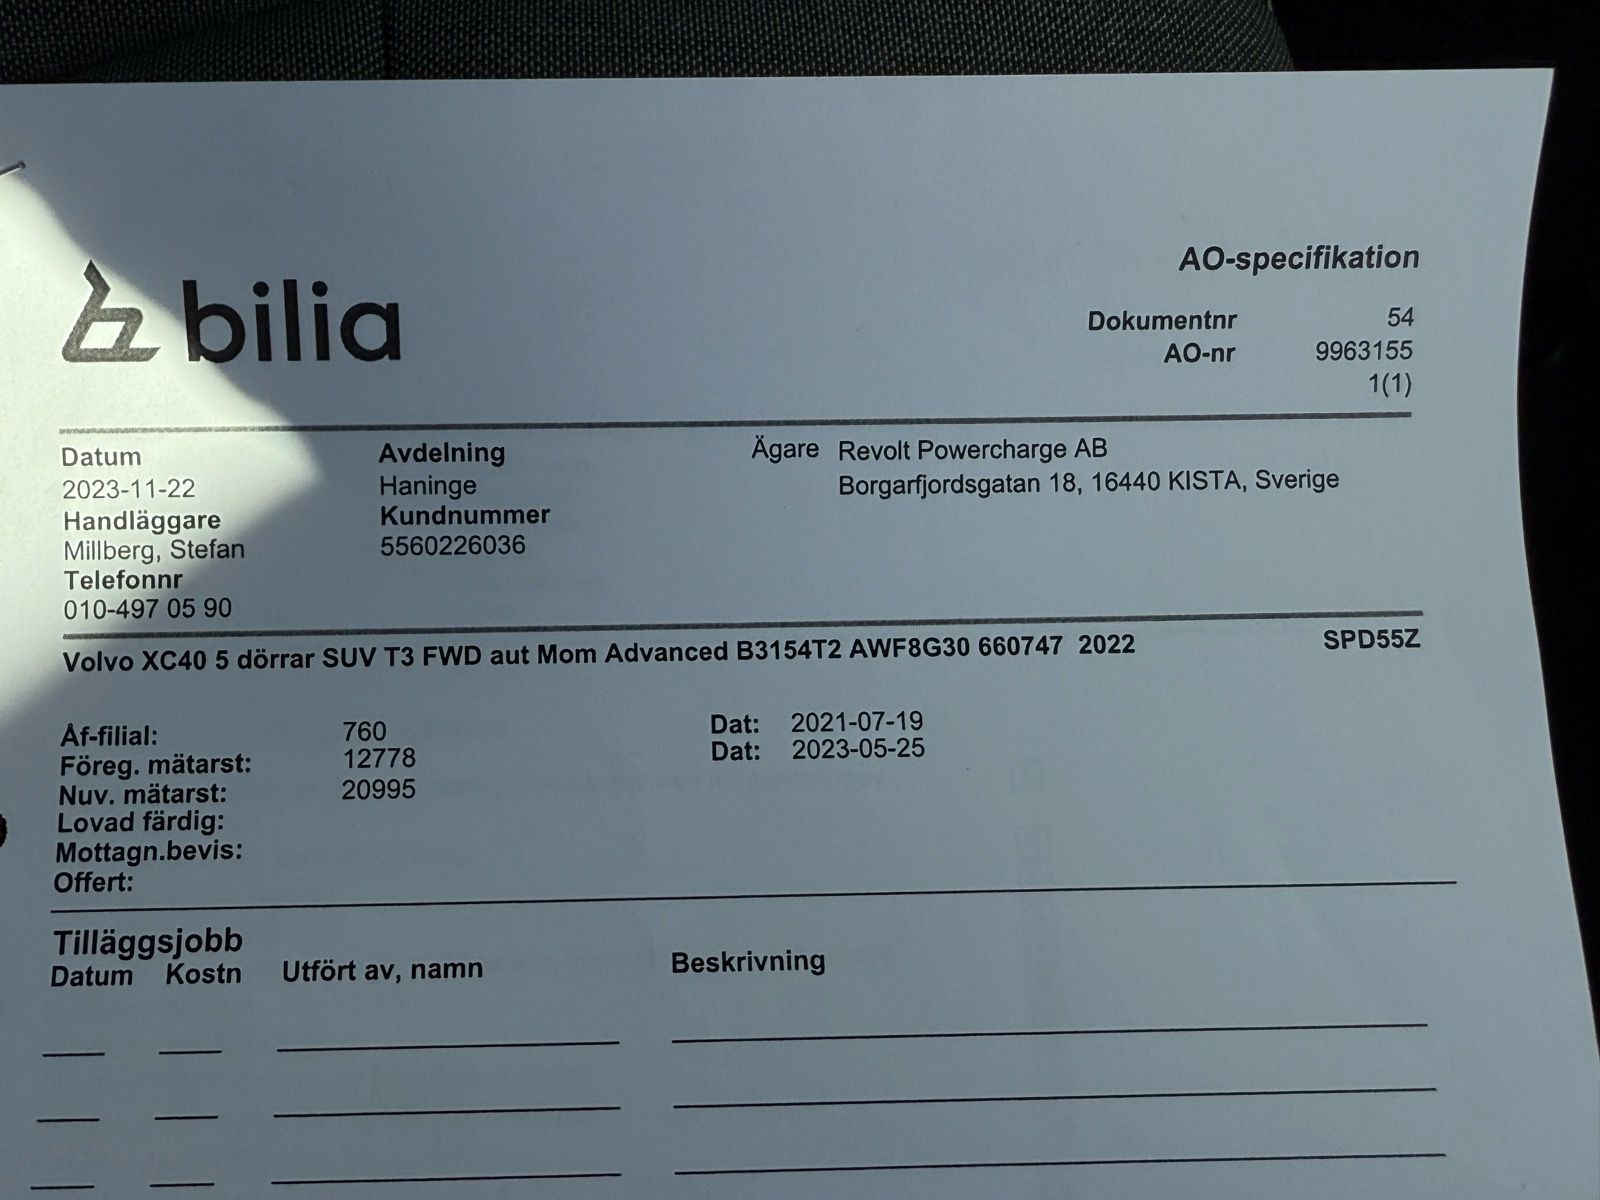 bilia
AO-specifikation
Dokumentnr 54
AO-nr 9963155
1(1)
Datum
2023-11-22
Handläggare
Millberg, Stefan
Telefonnr
010-497 05 90
Avdelning
Haninge
Kundnummer
5560226036
Ägare Revolt Powercharge AB
Borgarfjordsgatan 18, 16440 KISTA, Sverige
Volvo XC40 5 dörrar SUV T3 FWD aut Mom Advanced B3154T2 AWF8G30 660747 2022 SPD55Z
Åf-filial: 760 Dat: 2021-07-19
Föreg. mätarst: 12778 Dat: 2023-05-25
Nuv. mätarst: 20995
Lovad färdig:
Mottagn.bevis:
Offert:
Tilläggsjobb
Datum Kostn Utfört av, namn Beskrivning